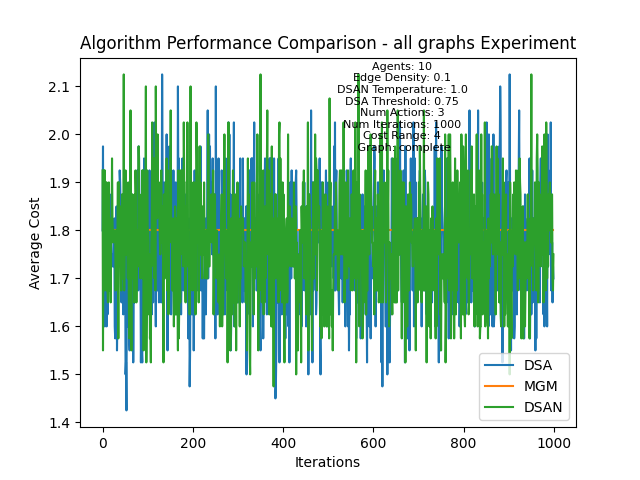 Algorithm Performance Comparison - all graphs Experiment
Agents: 10
Edge Density: 0.1
DSAN Temperature: 1.0
DSA Threshold: 0.75
Num Actions: 3
Num Iterations: 1000
Cost Range: 4
Graph: complete
Average Cost
2.1
2.0
1.9
1.8
1.7
1.6
1.5
1.4
DSA
MGM
DSAN
0
200
400
600
800
1000
Iterations